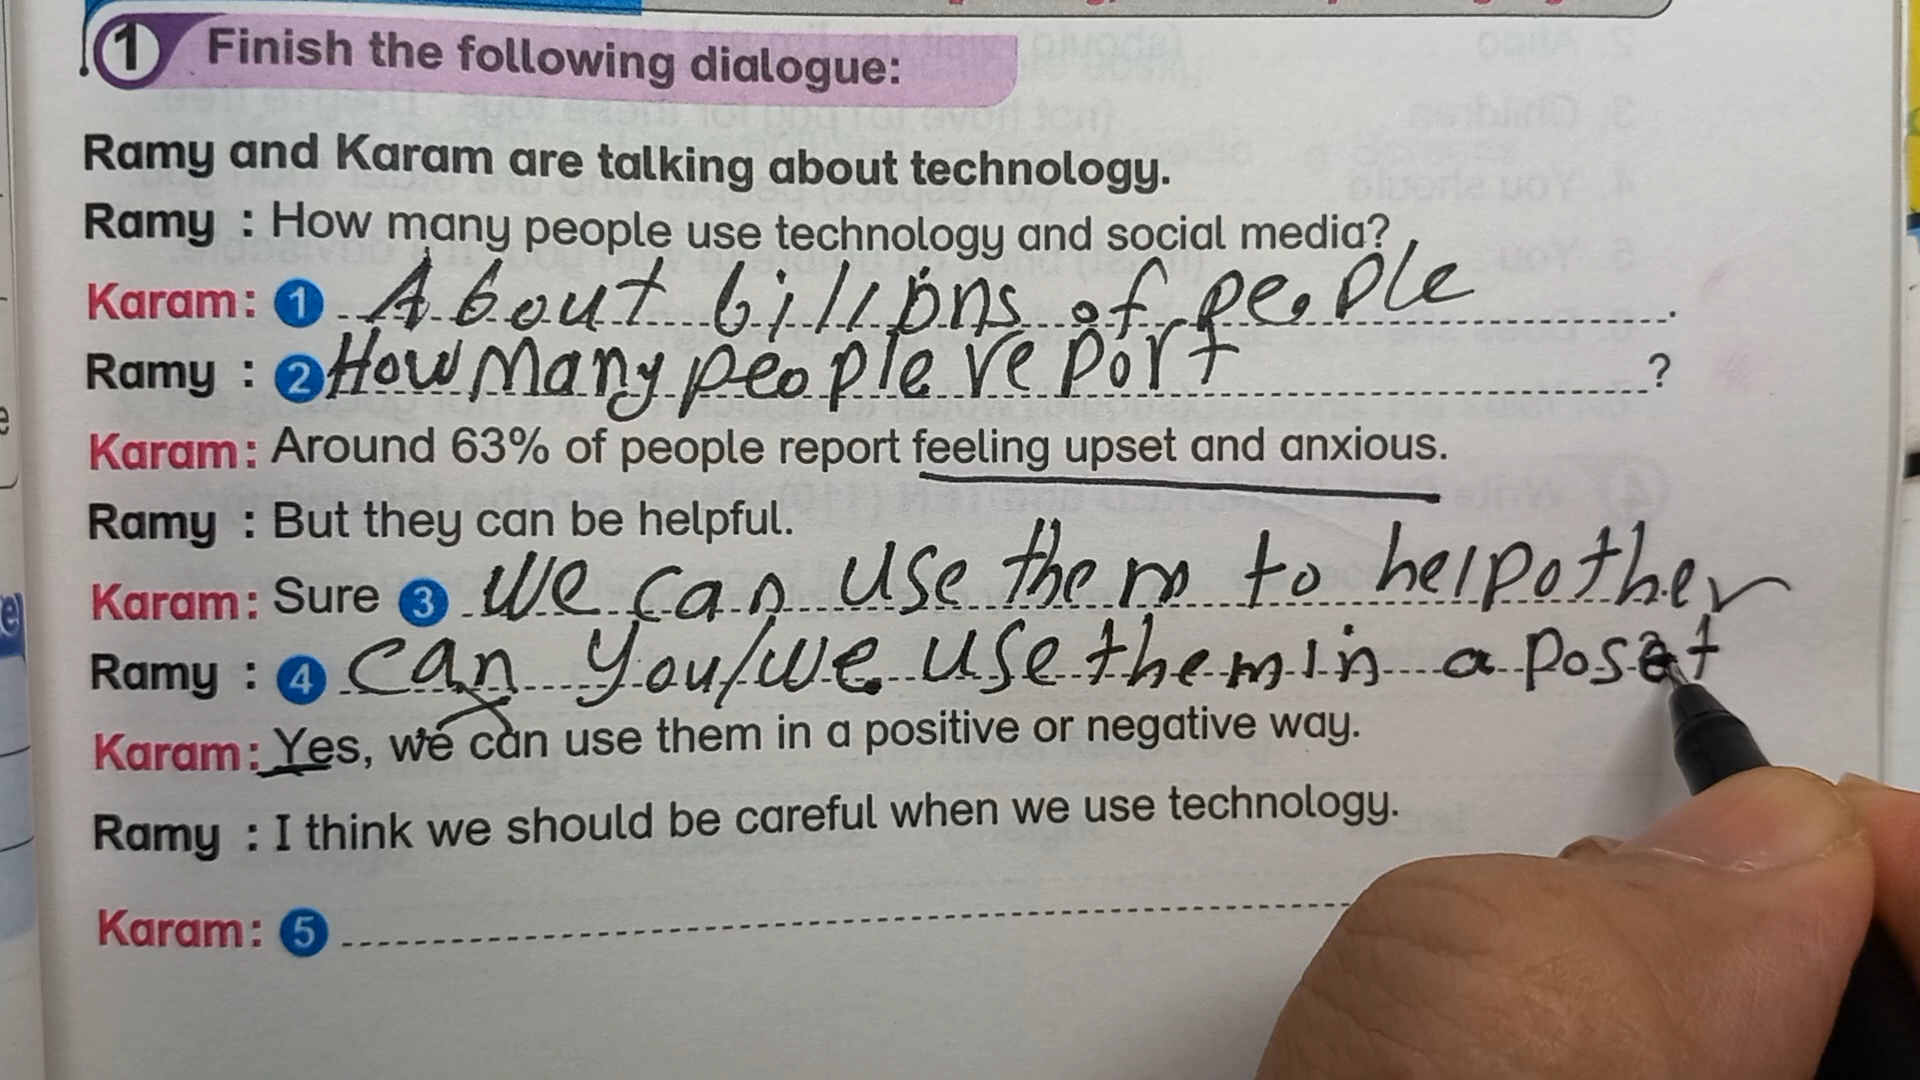 1 Finish the following dialogue:
Ramy and Karam are talking about technology.
Ramy : How many people use technology and social media?
Karam: 1 About billions of people .
Ramy : 2 How many people report ?
Karam: Around 63% of people report feeling upset and anxious.
Ramy : But they can be helpful.
Karam: Sure 3 We can use them to help other
Ramy : 4 can you/we use them in a
Karam: Yes, we can use them in a positive or negative way.
Ramy : I think we should be careful when we use technology.
Karam: 5